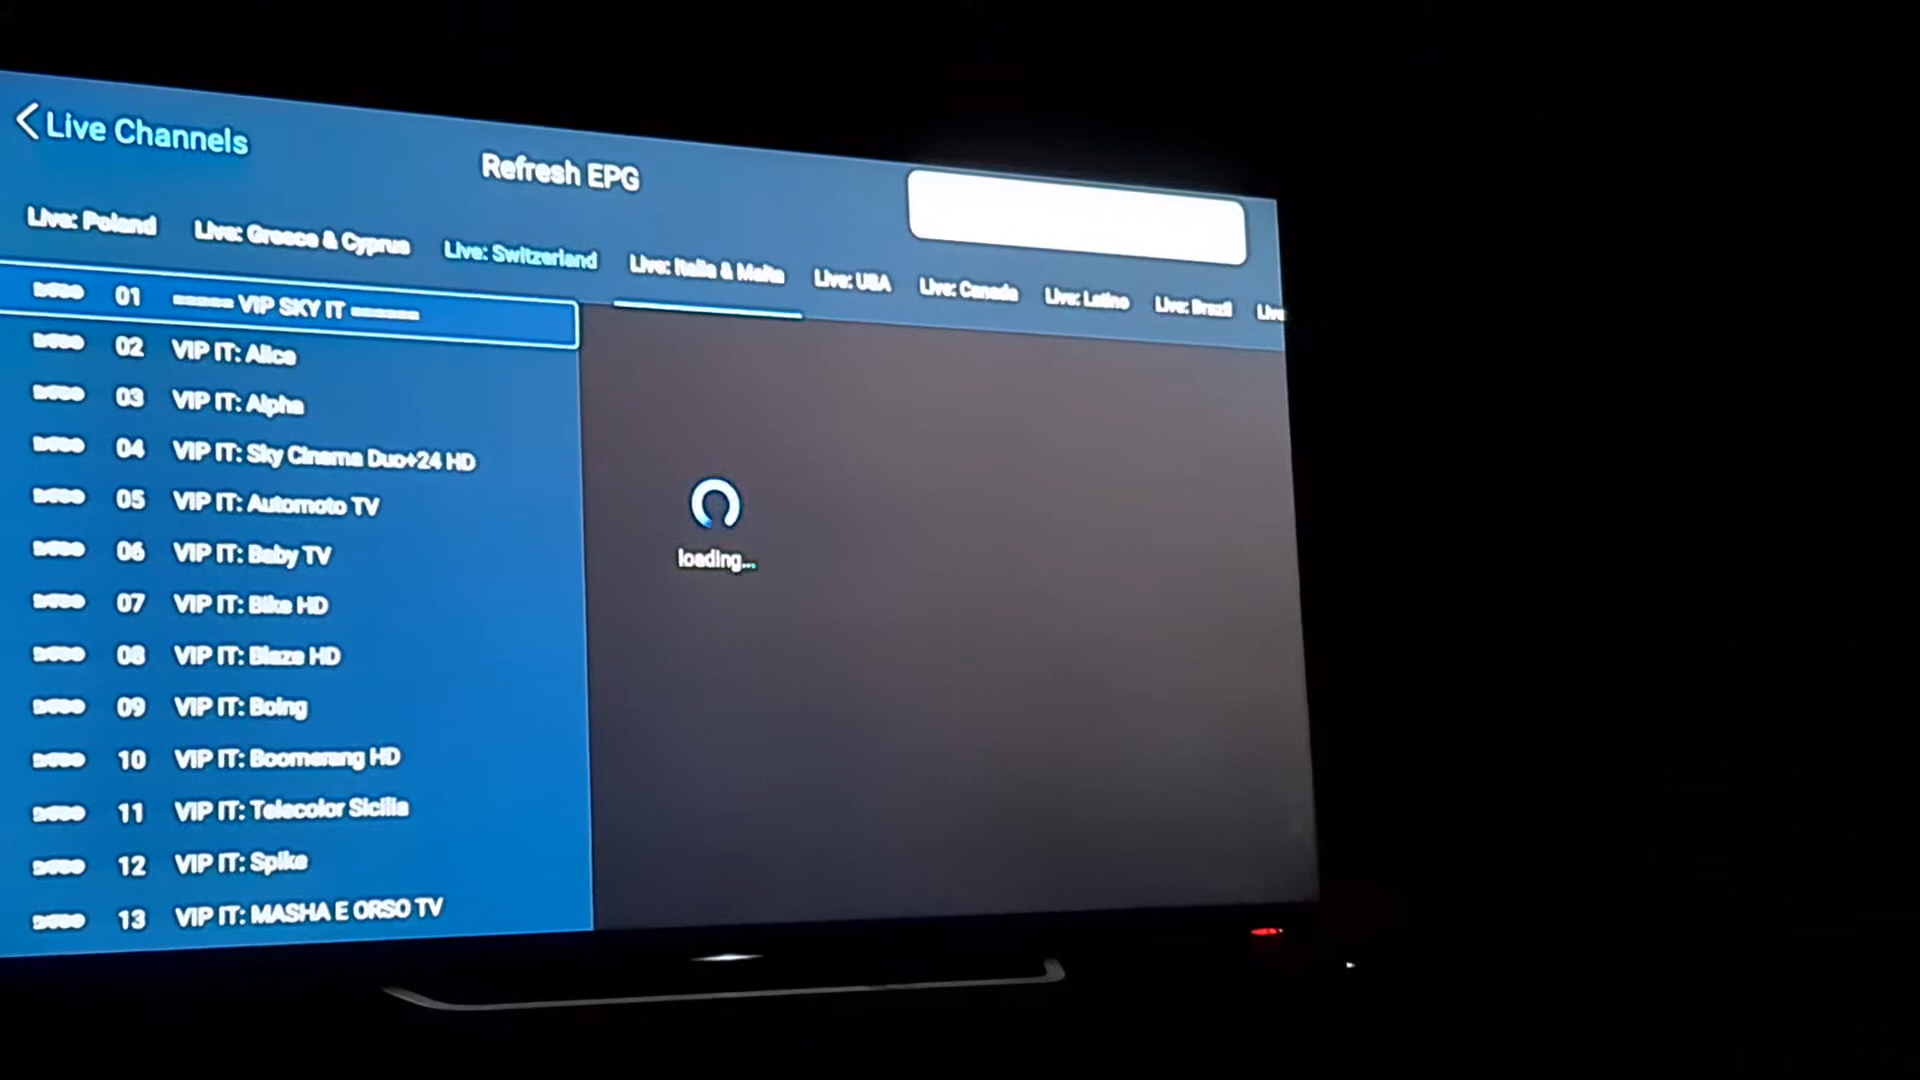 Live Channels
Refresh EPG
Live: Poland Live: Greece & Cyprus Live: Switzerland Live: Italia & Malta Live: USA Live: Canada Live: Latino Live: Brazil Live
01 ===== VIP SKY IT ======
02 VIP IT: Alice
03 VIP IT: Alpha
04 VIP IT: Sky Cinema Duo+24 HD
05 VIP IT: Automoto TV
06 VIP IT: Baby TV
07 VIP IT: Bike HD
08 VIP IT: Blaze HD
09 VIP IT: Boing
10 VIP IT: Boomerang HD
11 VIP IT: Telecolor Sicilia
12 VIP IT: Spike
13 VIP IT: MASHA E ORSO TV
loading...